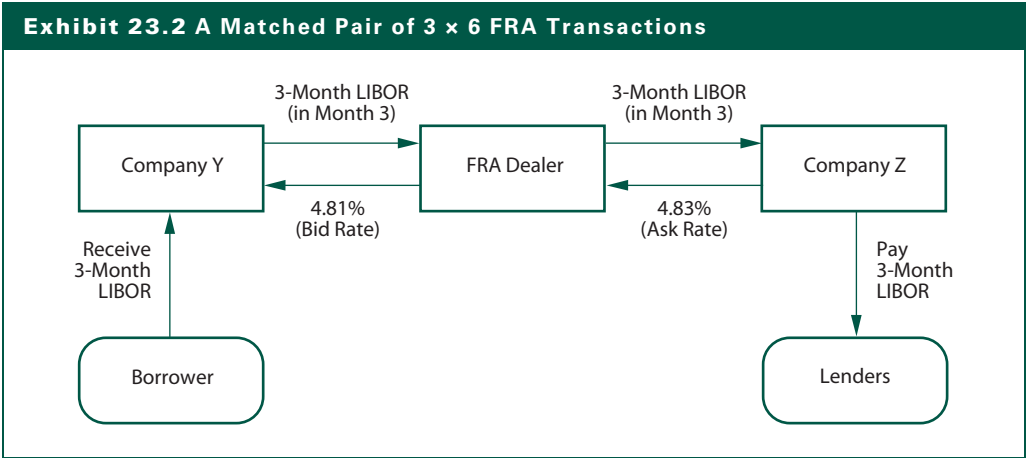 Exhibit 23.2 A Matched Pair of 3 × 6 FRA Transactions
3-Month LIBOR
(in Month 3)
3-Month LIBOR
(in Month 3)
Company Y
FRA Dealer
Company Z
4.81%
(Bid Rate)
4.83%
(Ask Rate)
Receive
3-Month
LIBOR
Pay
3-Month
LIBOR
Borrower
Lenders